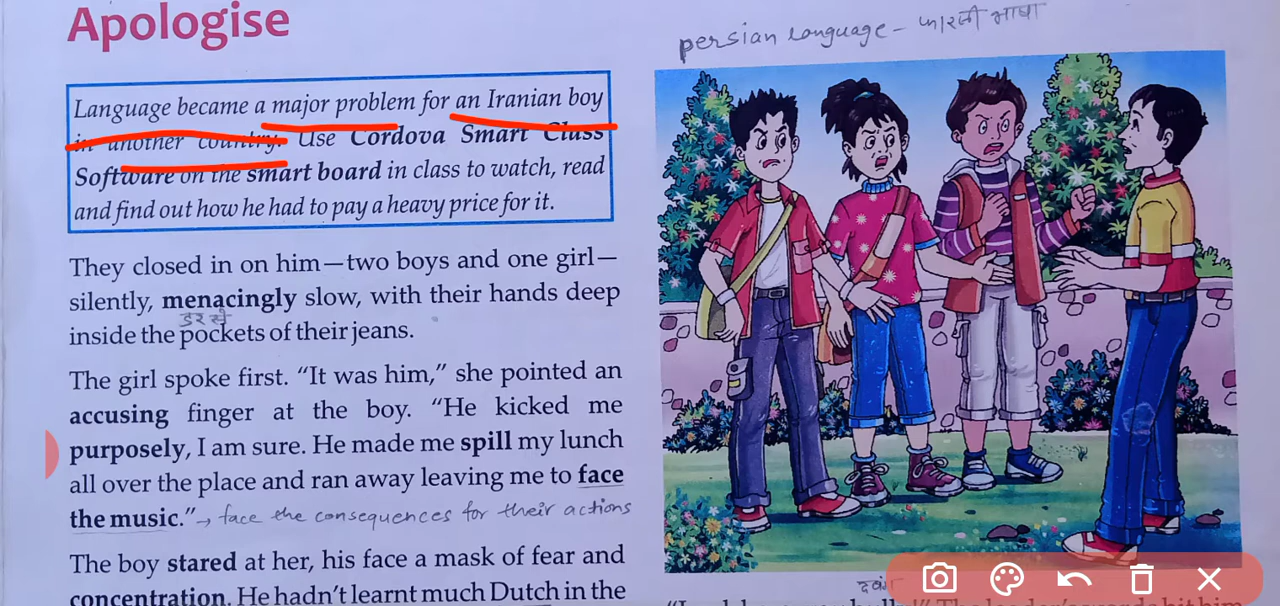 Apologise
persian language - फारसी भाषा
Language became a major problem for an Iranian boy
in another country. Use Cordova Smart Class
Software on the smart board in class to watch, read
and find out how he had to pay a heavy price for it.
They closed in on him—two boys and one girl—
silently, menacingly slow, with their hands deep
डर से
inside the pockets of their jeans.
The girl spoke first. “It was him,” she pointed an
accusing finger at the boy. “He kicked me
purposely, I am sure. He made me spill my lunch
all over the place and ran away leaving me to face
the music.” → face the consequences for their actions
The boy stared at her, his face a mask of fear and
concentration. He hadn’t learnt much Dutch in the